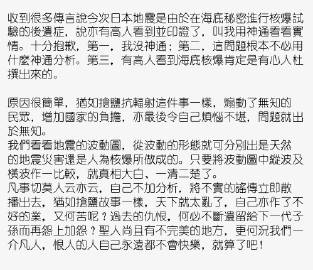 收到很多傳言說今次日本地震是由於在海底秘密進行核爆試
驗的後遺症，說亦有高人看到並印證了，叫我用神通看看實
情。十分抱歉，第一，我沒神通；第二，這問題根本不必用
什麼神通分析。第三，有高人看到海底核爆肯定是有心人杜
撰出來的。
原因很簡單，猶如搶鹽抗輻射這件事一樣，煽動了無知的
民眾，增加國家的負擔，亦最後令自己煩惱不堪，問題就出
於無知。
我們看看地震的波動圖，從波動的形態就可分別出是天然
的地震災害還是人為核爆所做成的。只要將波動圖中縱波及
橫波作一比較，就真相大白、一清二楚了。
凡事切莫人云亦云，自己不加分析，將不實的謠傳立即散
播出去，猶如搶鹽故事一樣，天下就太亂了，自己亦作了不
好的業，又何苦呢？過去的仇恨，何必不斷遺留給下一代子
孫而再怨上加怨？聖人尚且有不完美的地方，更何況我們一
介凡人，恨人的人自己永遠都不會快樂，就算了吧！